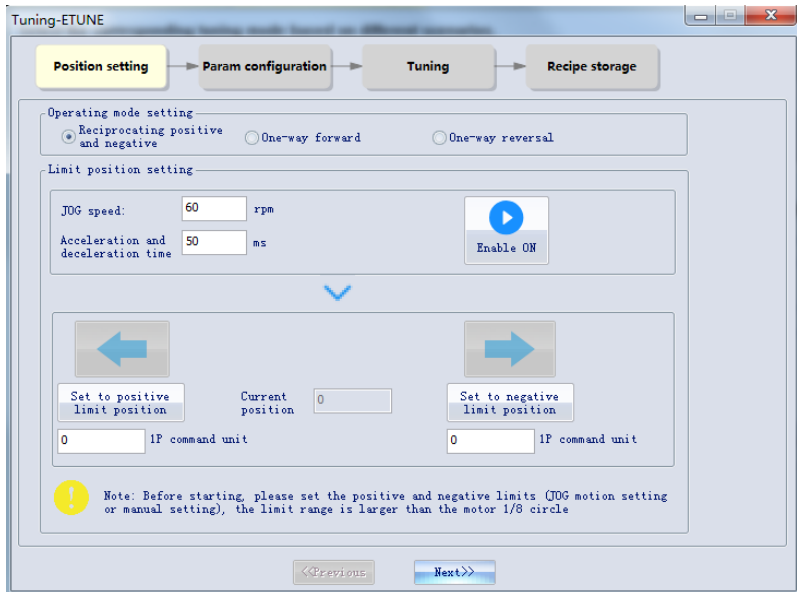 Tuning-ETUNE
Position setting
Param configuration
Tuning
Recipe storage
Operating mode setting
Reciprocating positive
and negative
One-way forward
One-way reversal
Limit position setting
JOG speed:
60
rpm
Acceleration and
deceleration time
50
ms
Enable ON
Set to positive
limit position
Current
position
0
Set to negative
limit position
0
1P command unit
0
1P command unit
Note: Before starting, please set the positive and negative limits (JOG motion setting
or manual setting), the limit range is larger than the motor 1/8 circle
<<Previous
Next>>